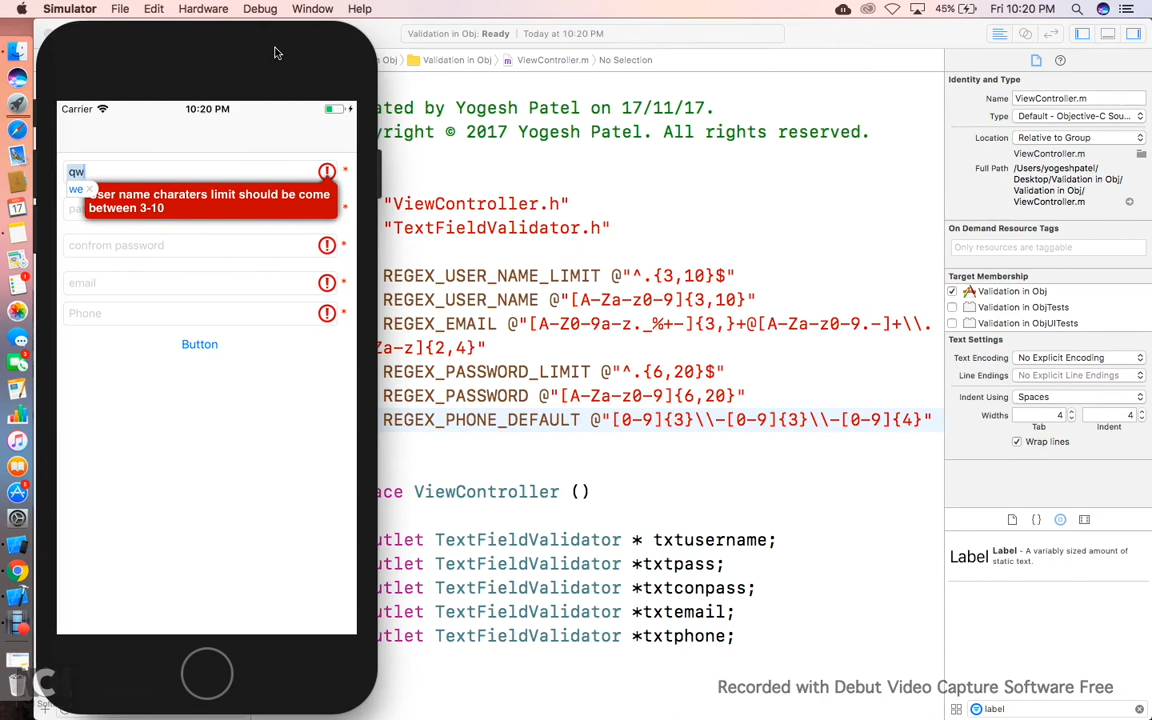 Simulator File Edit Hardware Debug Window Help 45% Fri 10:20 PM
Validation in Obj: Ready | Today at 10:20 PM
Obj Validation in Obj ViewController.m No Selection
Carrier 10:20 PM
qw *
we ×
ser name charaters limit should be come
between 3-10
pa *
confrom password *
email *
Phone *
Button
ated by Yogesh Patel on 17/11/17.
yright © 2017 Yogesh Patel. All rights reserved.
"ViewController.h"
"TextFieldValidator.h"
REGEX_USER_NAME_LIMIT @"^.{3,10}$"
REGEX_USER_NAME @"[A-Za-z0-9]{3,10}"
REGEX_EMAIL @"[A-Z0-9a-z._%+-]{3,}+@[A-Za-z0-9.-]+\\.
Za-z]{2,4}"
REGEX_PASSWORD_LIMIT @"^.{6,20}$"
REGEX_PASSWORD @"[A-Za-z0-9]{6,20}"
REGEX_PHONE_DEFAULT @"[0-9]{3}\\-[0-9]{3}\\-[0-9]{4}"
ace ViewController ()
utlet TextFieldValidator * txtusername;
utlet TextFieldValidator *txtpass;
utlet TextFieldValidator *txtconpass;
utlet TextFieldValidator *txtemail;
utlet TextFieldValidator *txtphone;
Identity and Type
Name ViewController.m
Type Default - Objective-C Sou...
Location Relative to Group
ViewController.m
Full Path /Users/yogeshpatel/
Desktop/Validation in Obj/
Validation in Obj/
ViewController.m
On Demand Resource Tags
Only resources are taggable
Target Membership
Validation in Obj
Validation in ObjTests
Validation in ObjUITests
Text Settings
Text Encoding No Explicit Encoding
Line Endings No Explicit Line Endings
Indent Using Spaces
Widths 4 4
Tab Indent
Wrap lines
Label Label - A variably sized amount of
static text.
label
Recorded with Debut Video Capture Software Free